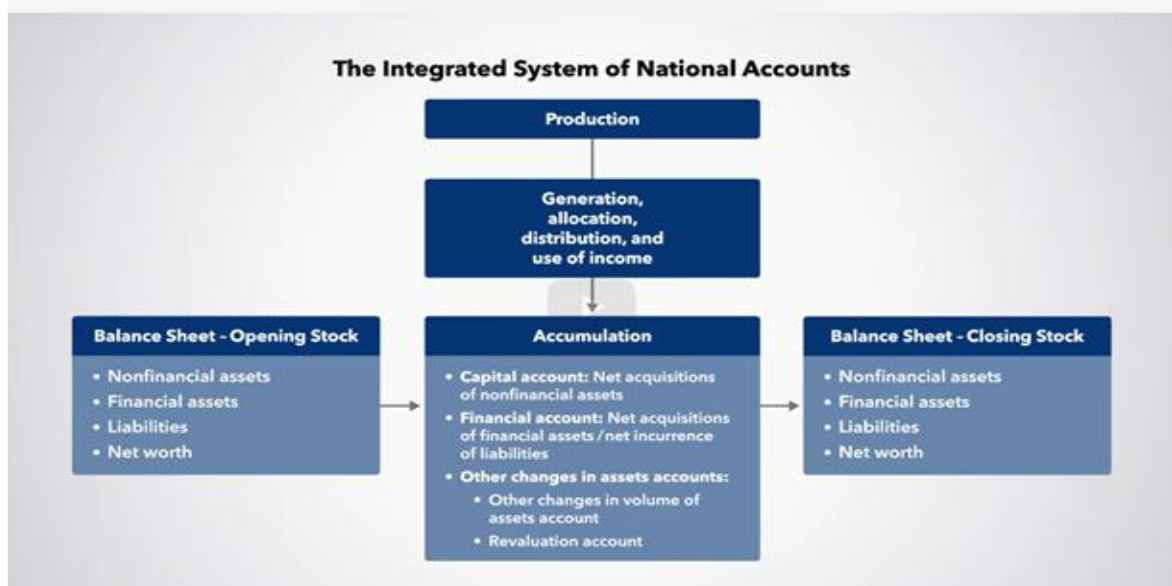 The Integrated System of National Accounts
Production
Generation,
allocation,
distribution, and
use of income
Balance Sheet - Opening Stock
• Nonfinancial assets
• Financial assets
• Liabilities
• Net worth
Accumulation
• Capital account: Net acquisitions
of nonfinancial assets
• Financial account: Net acquisitions
of financial assets / net incurrence
of liabilities
• Other changes in assets accounts:
• Other changes in volume of
assets account
• Revaluation account
Balance Sheet - Closing Stock
• Nonfinancial assets
• Financial assets
• Liabilities
• Net worth